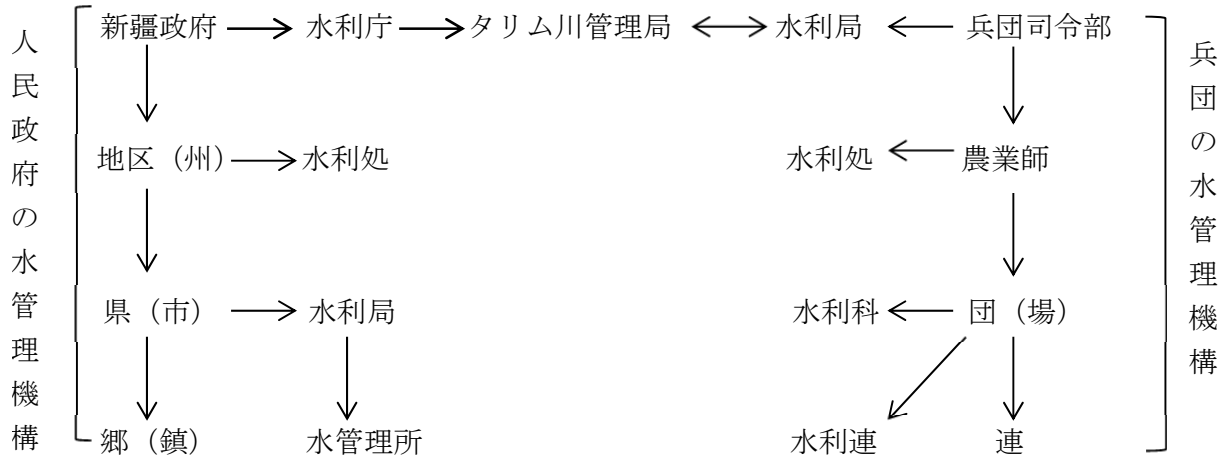 人民政府の水管理機構
新疆政府 水利庁 タリム川管理局 水利局 兵団司令部
地区（州） 水利処 水利処 農業師
県（市） 水利局 水利科 団（場）
郷（鎮） 水管理所 水利連 連
兵団の水管理機構